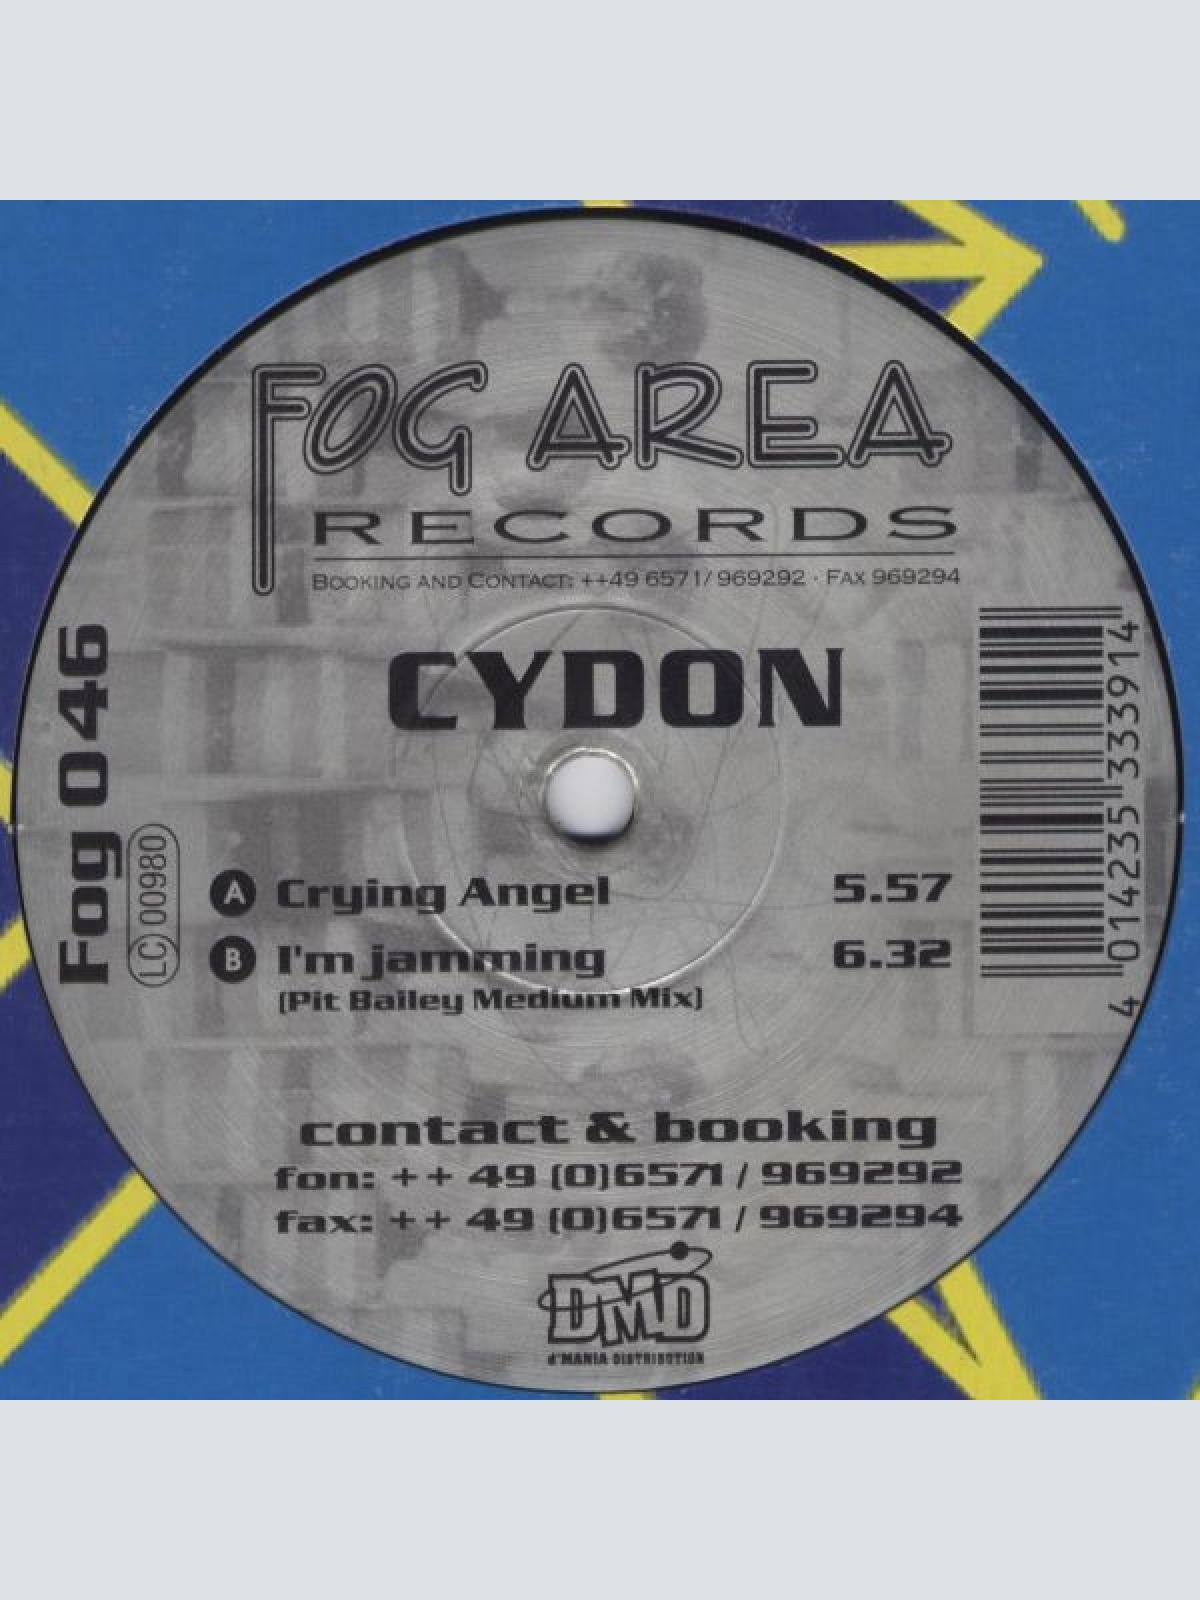 FOG AREA
RECORDS
BOOKING AND CONTACT: ++49 6571/969292 · FAX 969294
CYDON
Fog 046
LC 00980
A Crying Angel 5.57
B I'm jamming 6.32
(Pit Bailey Medium Mix)
4 014235 333914
contact & booking
fon: ++ 49 (0)6571 / 969292
fax: ++ 49 (0)6571 / 969294
DMD
d'MANIA DISTRIBUTION